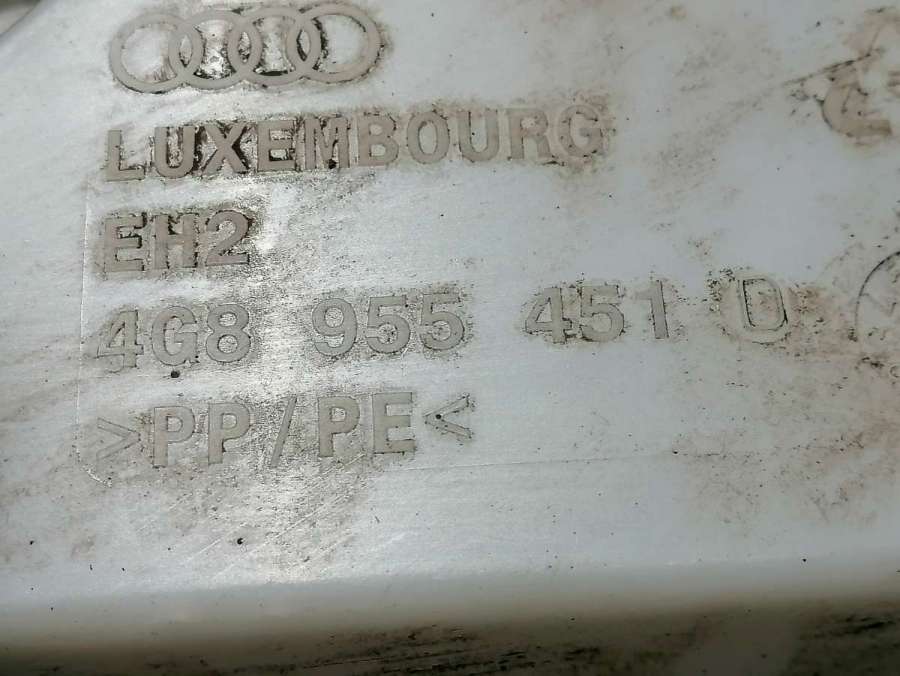 LUXEMBOURG
EH2
4G8 955 451 D
>PP/PE<